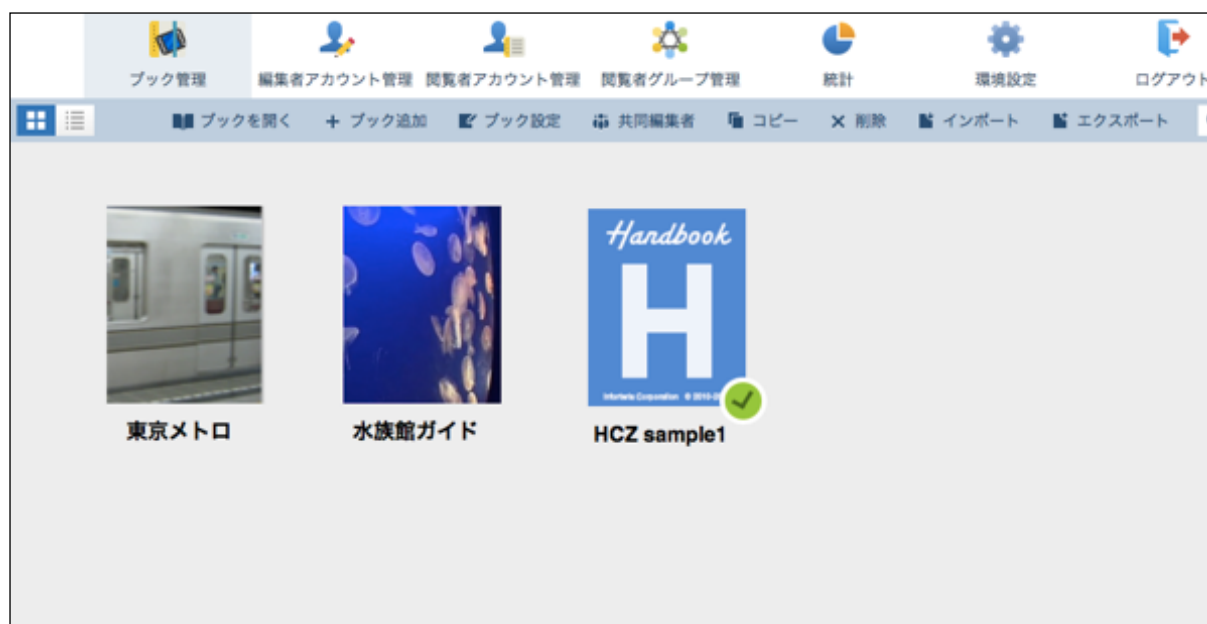 ブック管理
編集者アカウント管理
閲覧者アカウント管理
閲覧者グループ管理
統計
環境設定
ログアウト
ブックを開く
+ ブック追加
ブック設定
共同編集者
コピー
× 削除
インポート
エクスポート
Handbook
H
Infoteria Corporation © 2010-20
東京メトロ
水族館ガイド
HCZ sample1